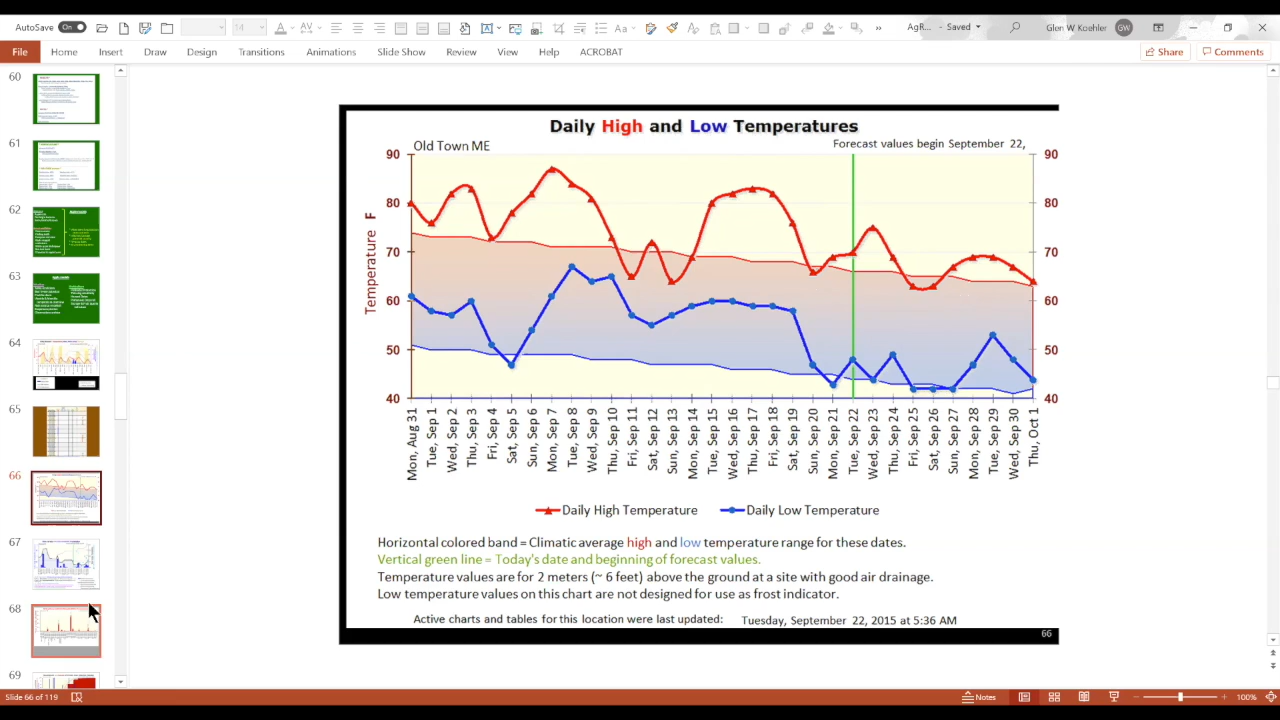 AutoSave On 14 Aa AgR... - Saved Glen W Koehler GW
File Home Insert Draw Design Transitions Animations Slide Show Review View Help ACROBAT Share Comments
60
61
62
63
64
65
66
67
68
69
Daily High and Low Temperatures
Old Town ME
Forecast values begin September 22,
90 90
80 80
70 70
60 60
50 50
40 40
Temperature F
Mon, Aug 31
Tue, Sep 1
Wed, Sep 2
Thu, Sep 3
Fri, Sep 4
Sat, Sep 5
Sun, Sep 6
Mon, Sep 7
Tue, Sep 8
Wed, Sep 9
Thu, Sep 10
Fri, Sep 11
Sat, Sep 12
Sun, Sep 13
Mon, Sep 14
Tue, Sep 15
Wed, Sep 16
Thu, Sep 17
Fri, Sep 18
Sat, Sep 19
Sun, Sep 20
Mon, Sep 21
Tue, Sep 22
Wed, Sep 23
Thu, Sep 24
Fri, Sep 25
Sat, Sep 26
Sun, Sep 27
Mon, Sep 28
Tue, Sep 29
Wed, Sep 30
Thu, Oct 1
Daily High Temperature Daily Low Temperature
Horizontal colored band = Climatic average high and low temperature range for these dates.
Vertical green line = Today's date and beginning of forecast values.
Temperature values are for 2 meters (~ 6 feet) above the ground at a site with good air drainage.
Low temperature values on this chart are not designed for use as frost indicator.
Active charts and tables for this location were last updated: Tuesday, September 22, 2015 at 5:36 AM
66
Slide 66 of 119 Notes 100%